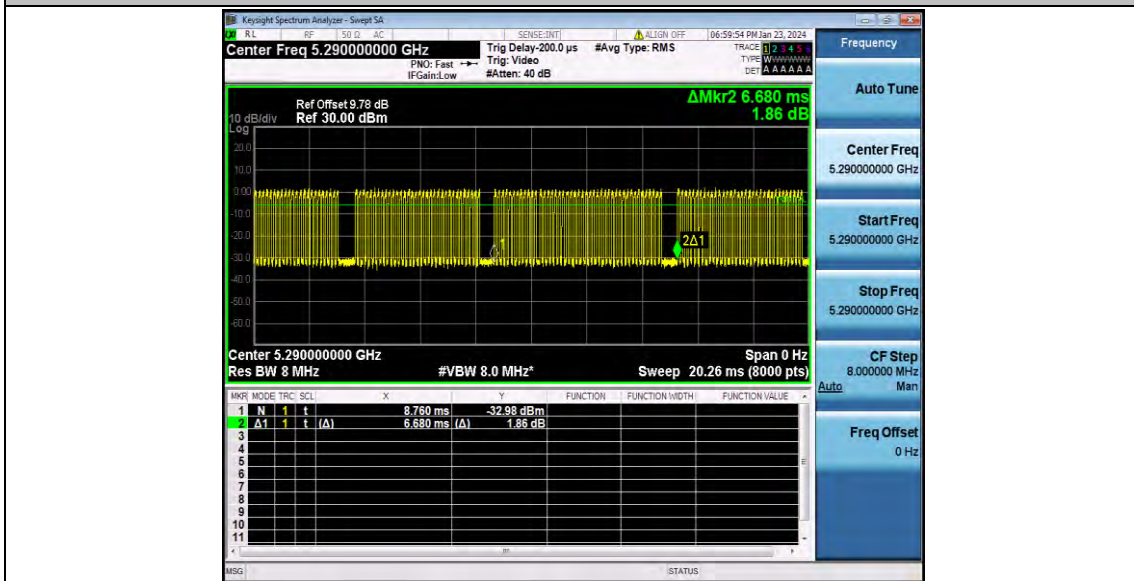 Keysight Spectrum Analyzer - Swept SA
RL RF 50 Ω AC SENSE:INT ALIGN OFF 06:59:54 PM Jan 23, 2024
Center Freq 5.290000000 GHz
PNO: Fast
IFGain:Low
Trig Delay-200.0 µs
Trig: Video
#Atten: 40 dB
#Avg Type: RMS
TRACE 1 2 3 4 5 6
TYPE WWWWWW
DET A A A A A A
ΔMkr2 6.680 ms
1.86 dB
Ref Offset 9.78 dB
10 dB/div Ref 30.00 dBm
Log
20.0
10.0
0.00
-10.0
-20.0
-30.0
-40.0
-50.0
-60.0
2Δ1
1
Center 5.290000000 GHz Span 0 Hz
Res BW 8 MHz #VBW 8.0 MHz* Sweep 20.26 ms (8000 pts)
MKR MODE TRC SCL X Y FUNCTION FUNCTION WIDTH FUNCTION VALUE
1 N 1 t 8.760 ms -32.98 dBm
2 Δ1 1 t (Δ) 6.680 ms (Δ) 1.86 dB
3
4
5
6
7
8
9
10
11
MSG STATUS
Frequency
Auto Tune
Center Freq
5.290000000 GHz
Start Freq
5.290000000 GHz
Stop Freq
5.290000000 GHz
CF Step
8.000000 MHz
Auto Man
Freq Offset
0 Hz